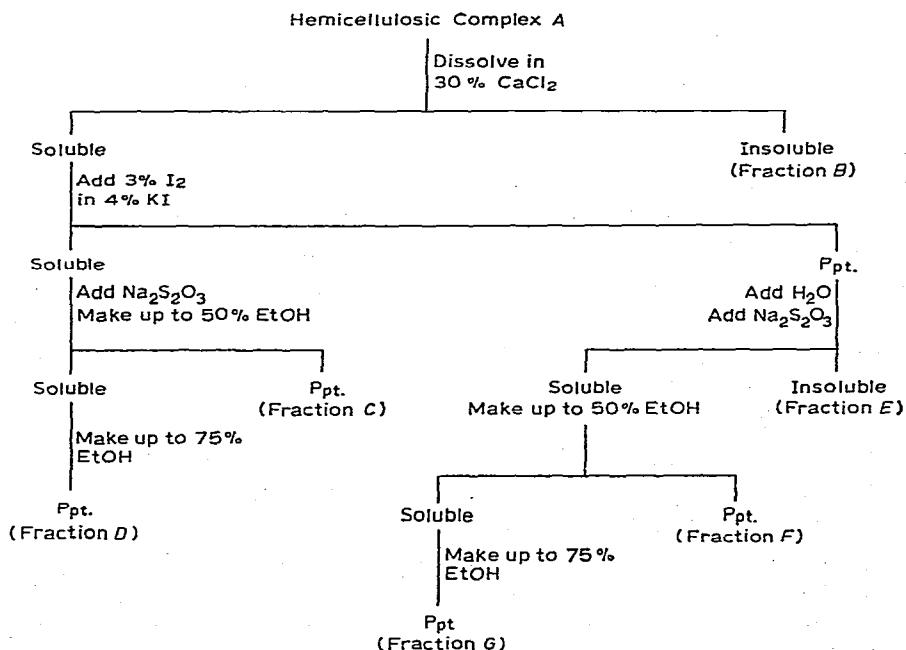 Hemicellulosic Complex A
Dissolve in
30% CaCl2
Soluble
Insoluble
(Fraction B)
Add 3% I2
in 4% KI
Soluble
Ppt.
Add Na2S2O3
Make up to 50% EtOH
Add H2O
Add Na2S2O3
Soluble
Ppt.
(Fraction C)
Soluble
Make up to 50% EtOH
Insoluble
(Fraction E)
Make up to 75%
EtOH
Ppt.
(Fraction D)
Soluble
Ppt.
(Fraction F)
Make up to 75%
EtOH
Ppt
(Fraction G)